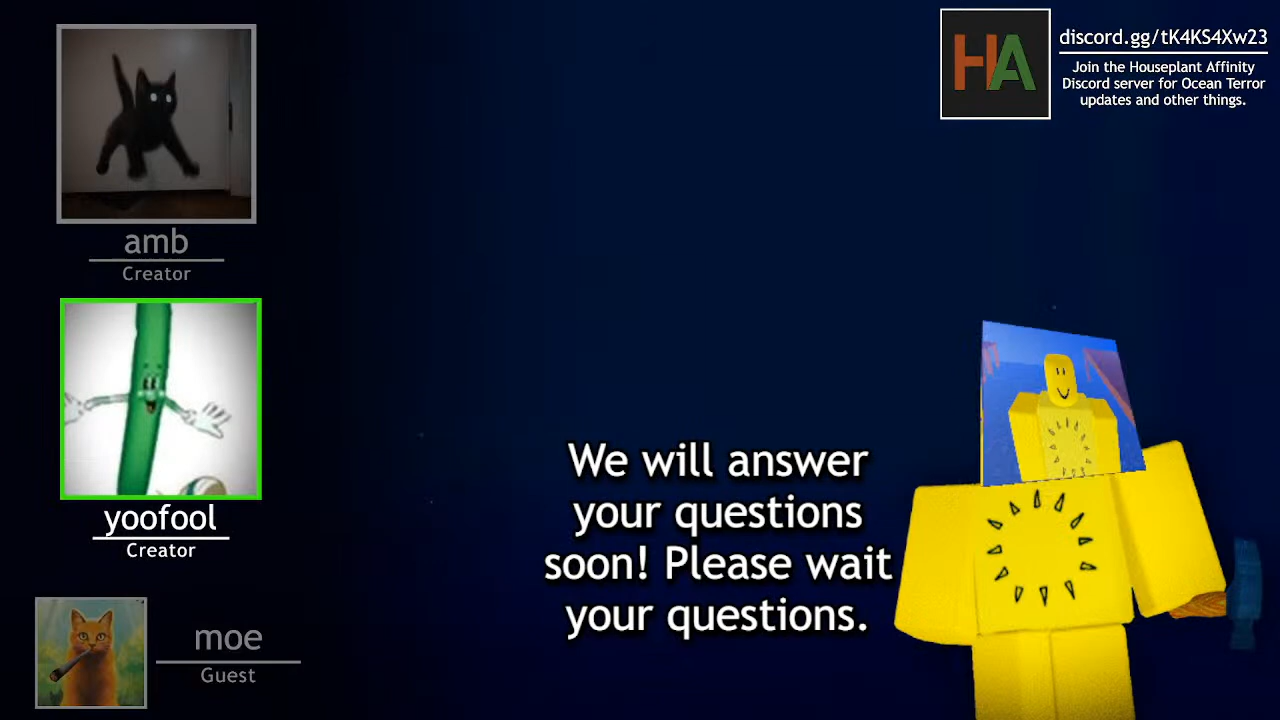 amb
Creator
yoofool
Creator
moe
Guest
We will answer
your questions
soon! Please wait
your questions.
HA
discord.gg/tK4KS4Xw23
Join the Houseplant Affinity
Discord server for Ocean Terror
updates and other things.